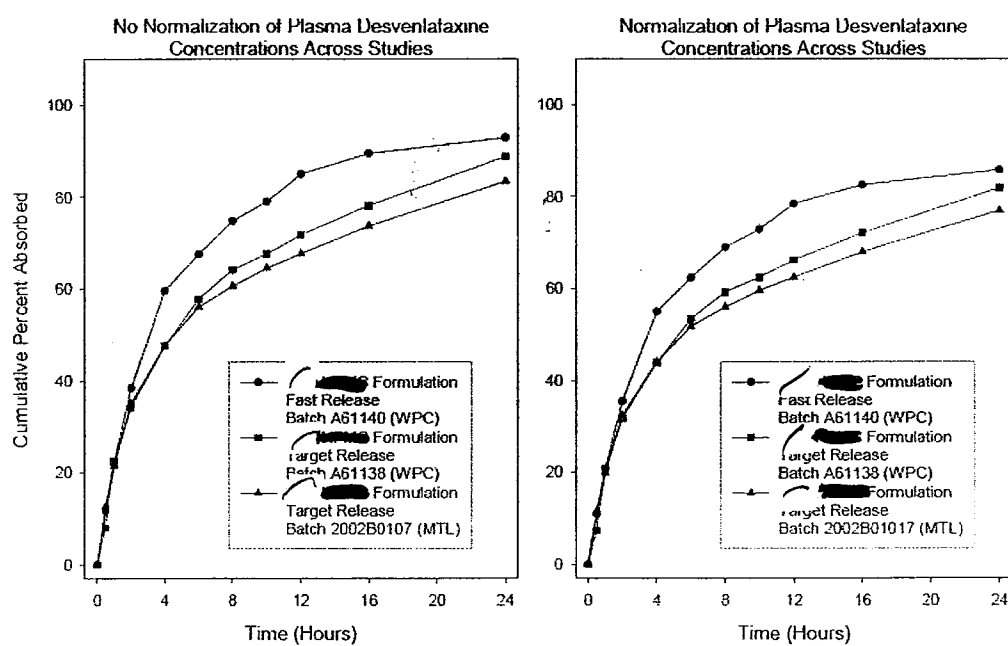 No Normalization of Plasma Desvenlafaxine
Concentrations Across Studies
Cumulative Percent Absorbed
100
80
60
40
20
0
0 4 8 12 16 20 24
Time (Hours)
Formulation
Fast Release
Batch A61140 (WPC)
Formulation
Target Release
Batch A61138 (WPC)
Formulation
Target Release
Batch 2002B0107 (MTL)
Normalization of Plasma Desvenlafaxine
Concentrations Across Studies
100
80
60
40
20
0
0 4 8 12 16 20 24
Time (Hours)
Formulation
Fast Release
Batch A61140 (WPC)
Formulation
Target Release
Batch A61138 (WPC)
Formulation
Target Release
Batch 2002B01017 (MTL)